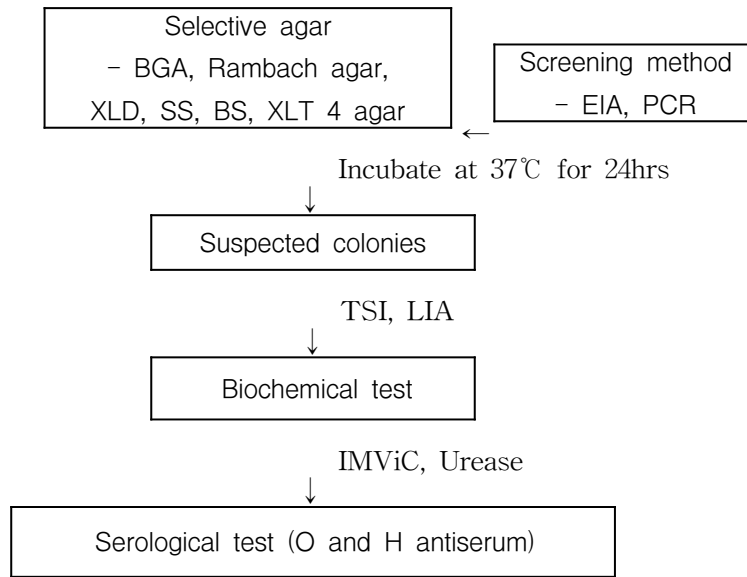 Selective agar
- BGA, Rambach agar,
XLD, SS, BS, XLT 4 agar
Screening method
- EIA, PCR
←
Incubate at 37℃ for 24hrs
↓
Suspected colonies
TSI, LIA
↓
Biochemical test
IMViC, Urease
↓
Serological test (O and H antiserum)